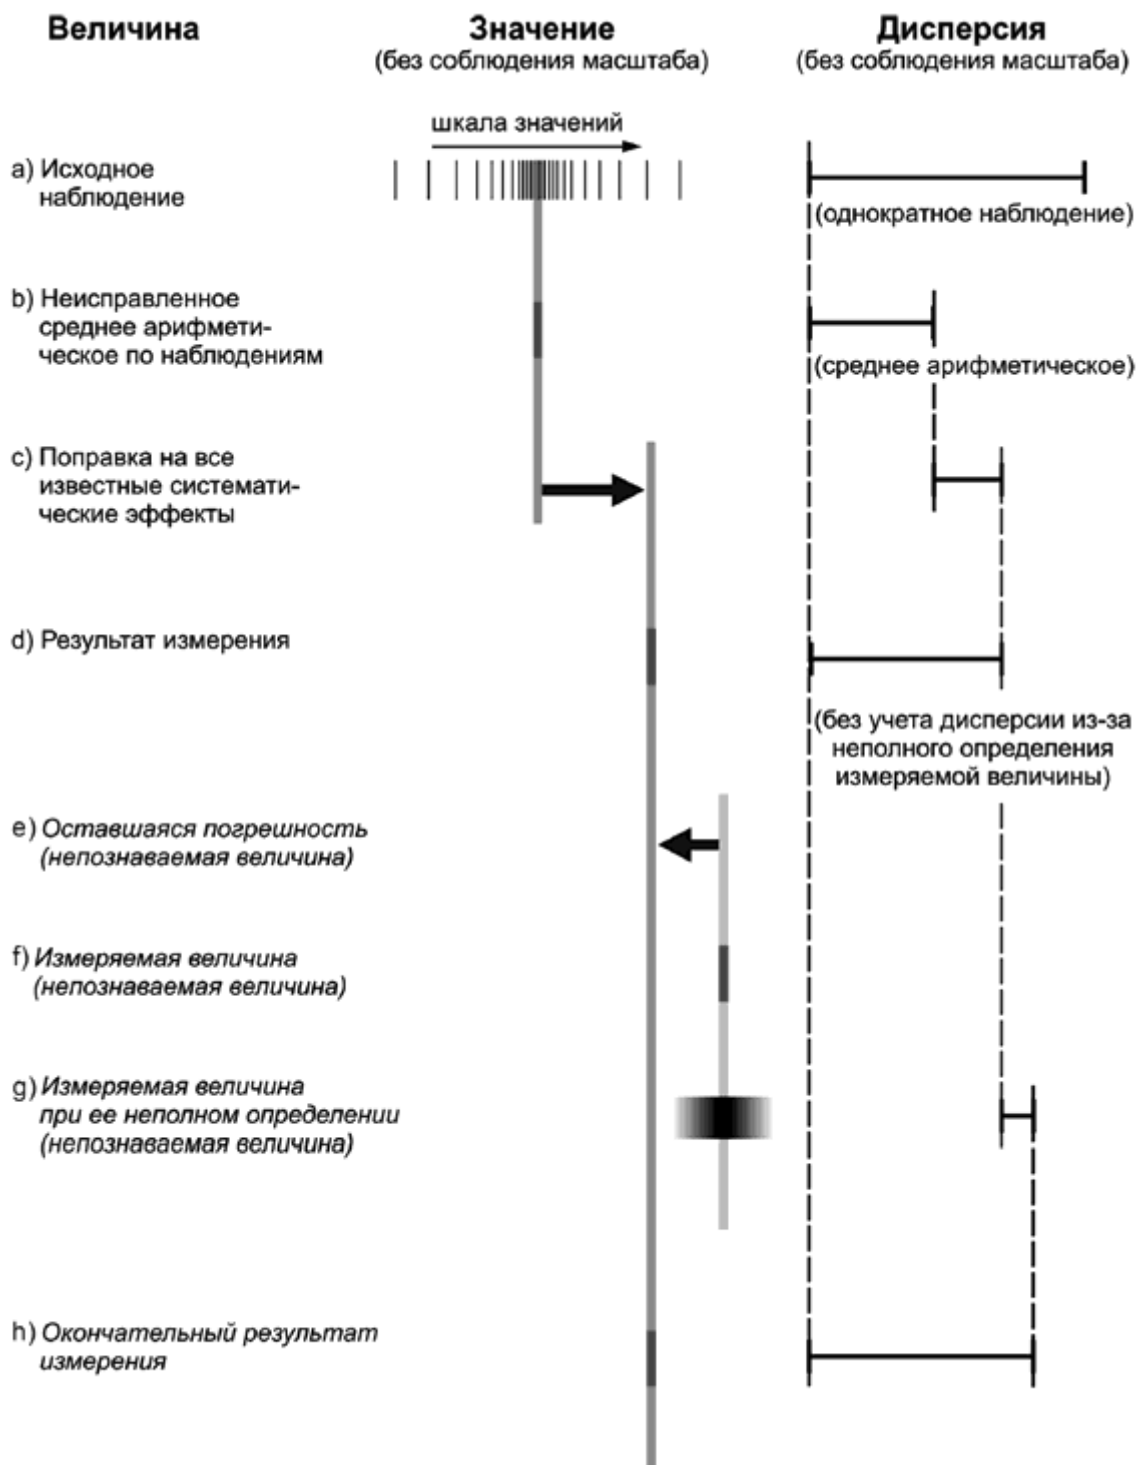 Величина
Значение
(без соблюдения масштаба)
Дисперсия
(без соблюдения масштаба)
шкала значений
a) Исходное
наблюдение
(однократное наблюдение)
b) Неисправленное
среднее арифмети-
ческое по наблюдениям
(среднее арифметическое)
c) Поправка на все
известные системати-
ческие эффекты
d) Результат измерения
(без учета дисперсии из-за
неполного определения
измеряемой величины)
e) Оставшаяся погрешность
(непознаваемая величина)
f) Измеряемая величина
(непознаваемая величина)
g) Измеряемая величина
при ее неполном определении
(непознаваемая величина)
h) Окончательный результат
измерения